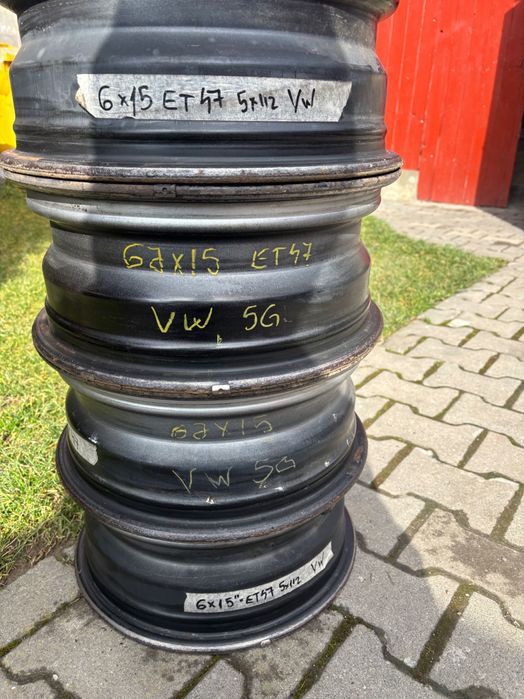 6x15 ET47 5x112 VW
6Jx15 ET47
VW 5G.
6Jx15
VW 5G
6x15" ET47 5x112 VW